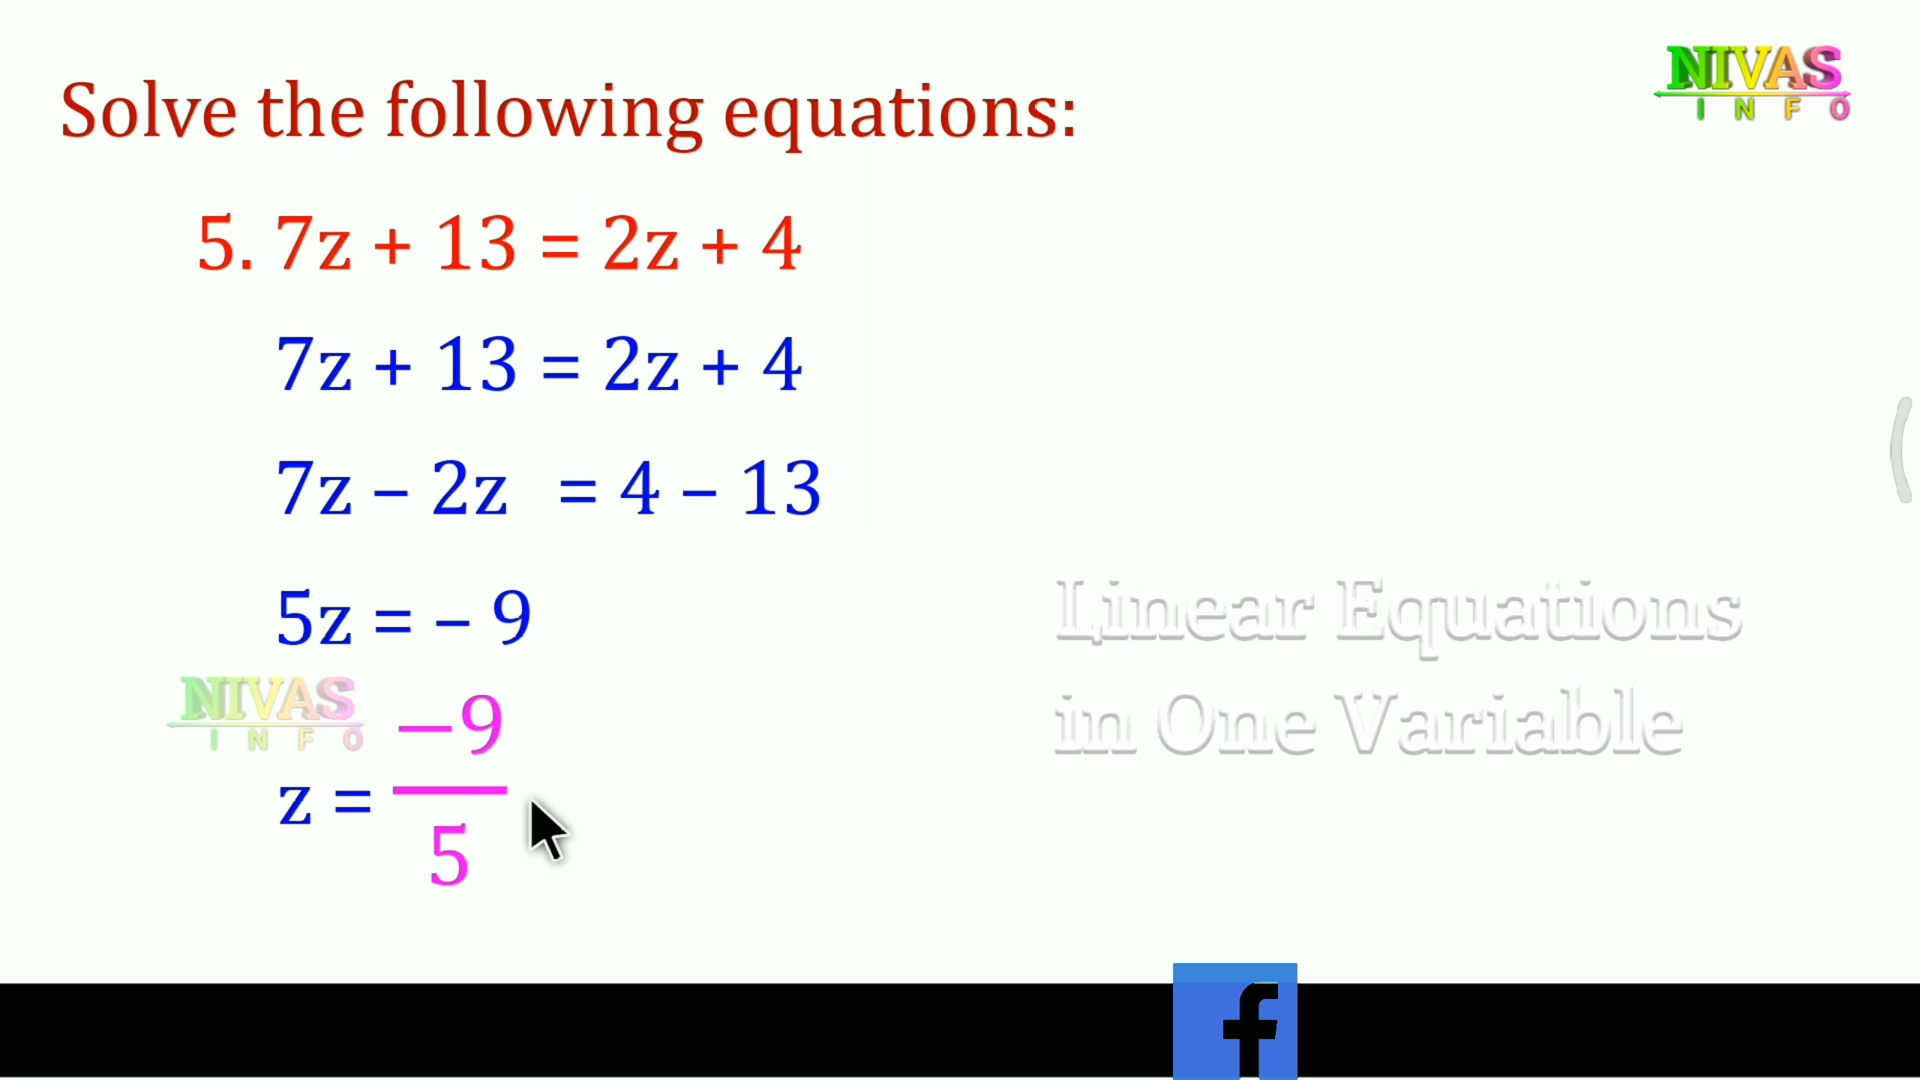 NIVAS
INFO
Solve the following equations:
5. 7z + 13 = 2z + 4
7z + 13 = 2z + 4
7z – 2z = 4 – 13
5z = – 9
NIVAS
INFO
z = −9/5
Linear Equations
in One Variable
f